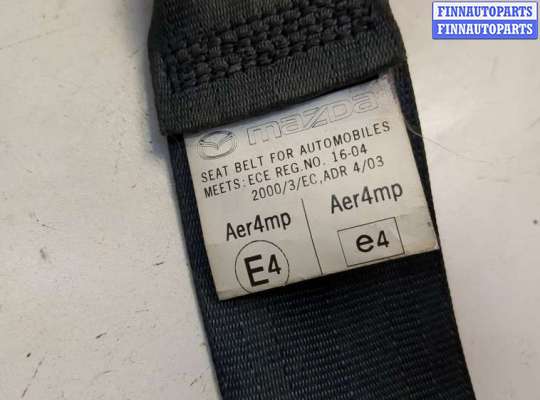 FINNAUTOPARTS
FINNAUTOPARTS
mazda
SEAT BELT FOR AUTOMOBILES
MEETS:ECE REG.NO. 16-04
2000/3/EC,ADR 4/03
Aer4mp
Aer4mp
E4
e4